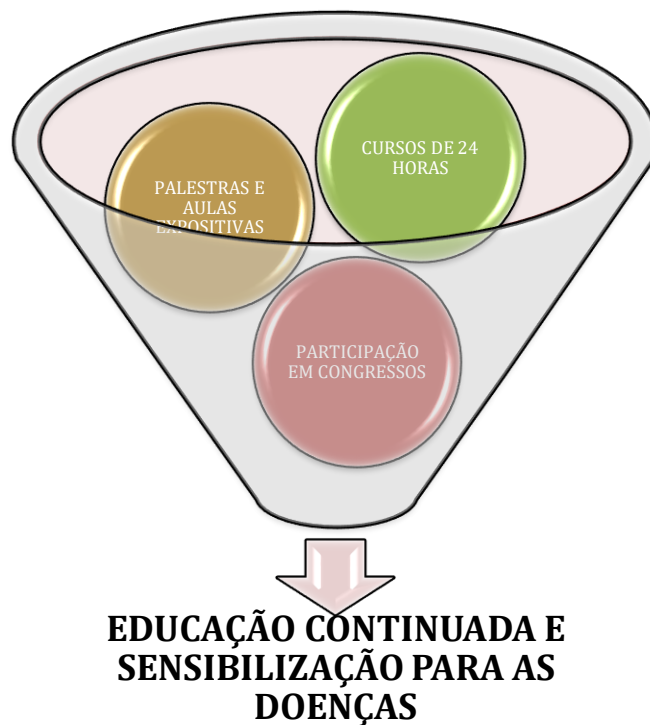 CURSOS DE 24
HORAS
PALESTRAS E
AULAS
EXPOSITIVAS
PARTICIPAÇÃO
EM CONGRESSOS
EDUCAÇÃO CONTINUADA E
SENSIBILIZAÇÃO PARA AS
DOENÇAS